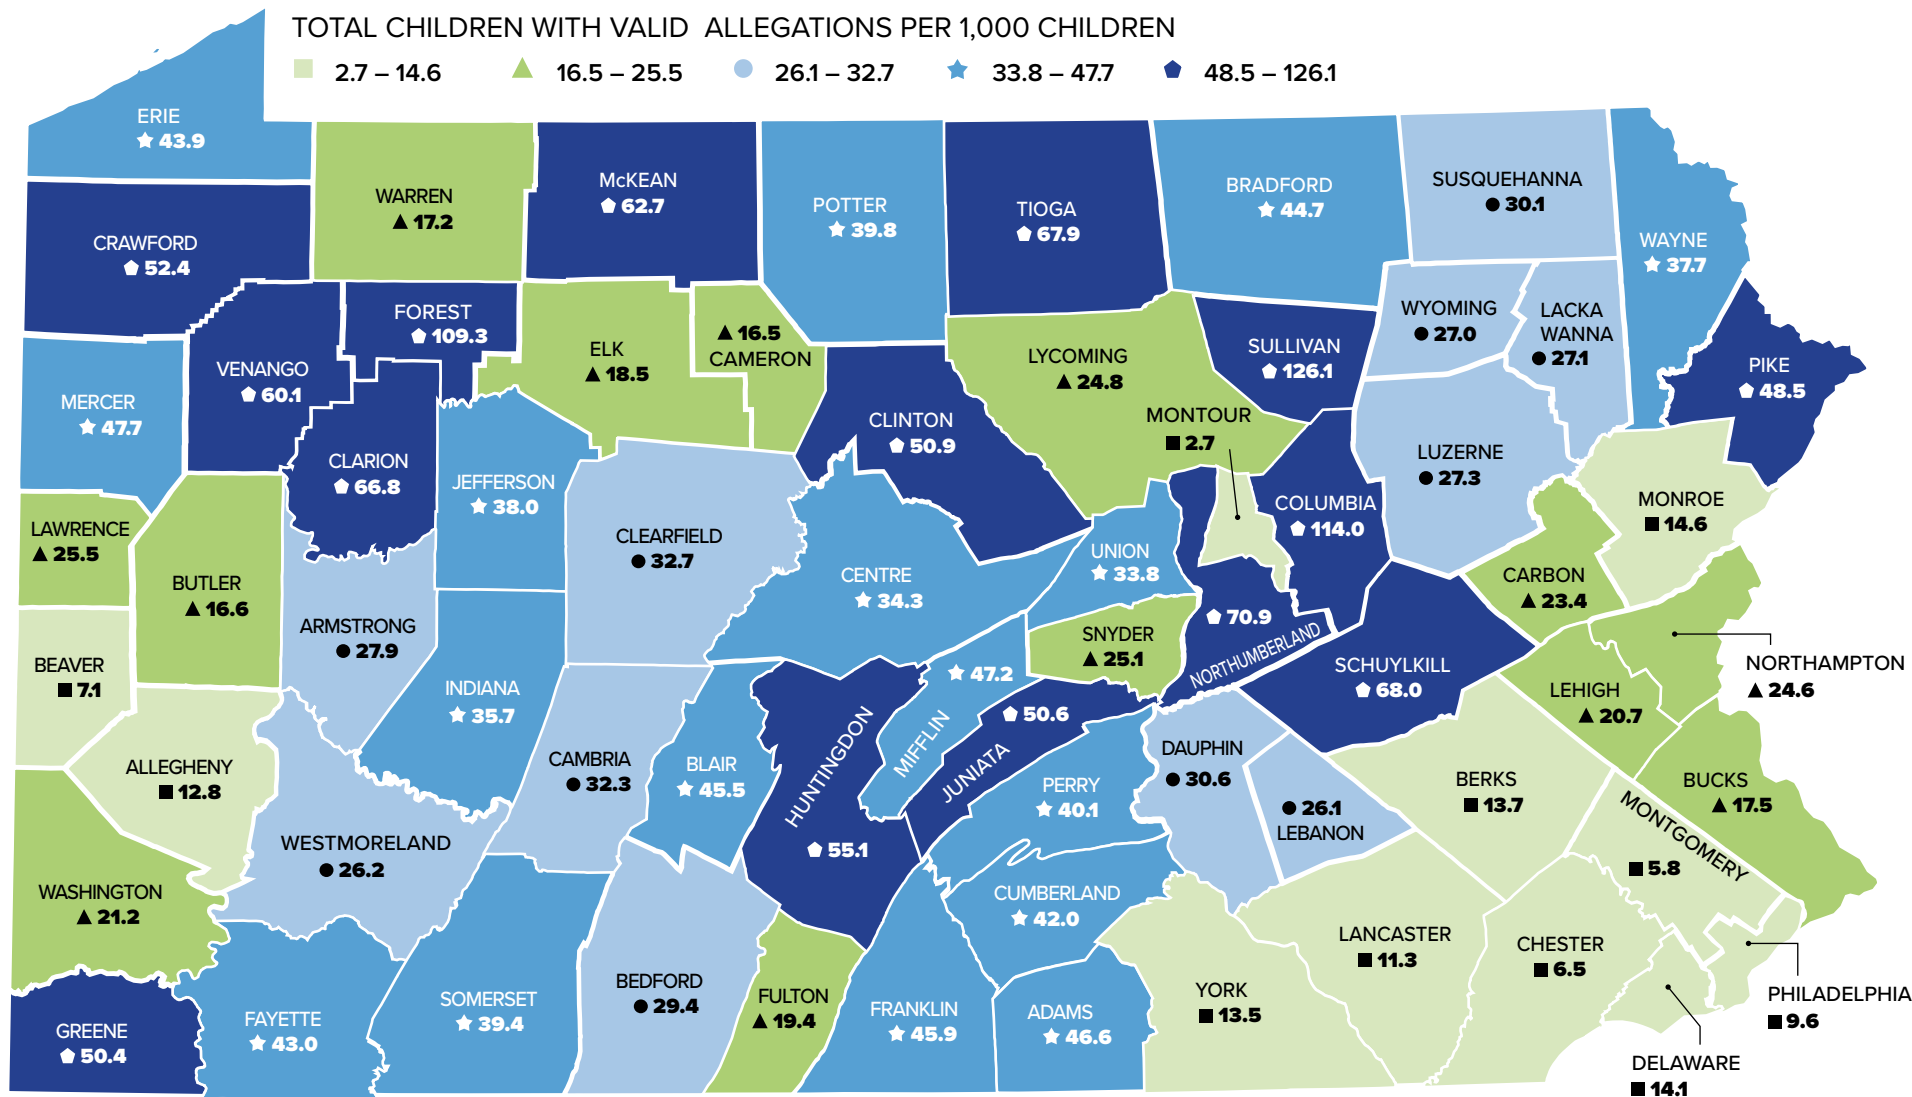 TOTAL CHILDREN WITH VALID ALLEGATIONS PER 1,000 CHILDREN
2.7 – 14.6
16.5 – 25.5
26.1 – 32.7
33.8 – 47.7
48.5 – 126.1
ERIE
43.9
WARREN
17.2
McKEAN
62.7
POTTER
39.8
TIOGA
67.9
BRADFORD
44.7
SUSQUEHANNA
30.1
WAYNE
37.7
CRAWFORD
52.4
FOREST
109.3
VENANGO
60.1
ELK
18.5
16.5
CAMERON
LYCOMING
24.8
SULLIVAN
126.1
WYOMING
27.0
LACKA
WANNA
27.1
PIKE
48.5
MERCER
47.7
CLARION
66.8
JEFFERSON
38.0
CLINTON
50.9
MONTOUR
2.7
COLUMBIA
114.0
LUZERNE
27.3
MONROE
14.6
LAWRENCE
25.5
BUTLER
16.6
ARMSTRONG
27.9
CLEARFIELD
32.7
CENTRE
34.3
UNION
33.8
SNYDER
25.1
70.9
NORTHUMBERLAND
CARBON
23.4
SCHUYLKILL
68.0
NORTHAMPTON
24.6
LEHIGH
20.7
BEAVER
7.1
INDIANA
35.7
47.2
MIFFLIN
50.6
JUNIATA
ALLEGHENY
12.8
CAMBRIA
32.3
BLAIR
45.5
HUNTINGDON
55.1
PERRY
40.1
DAUPHIN
30.6
26.1
LEBANON
BERKS
13.7
BUCKS
17.5
MONTGOMERY
5.8
WESTMORELAND
26.2
WASHINGTON
21.2
CUMBERLAND
42.0
LANCASTER
11.3
CHESTER
6.5
GREENE
50.4
FAYETTE
43.0
SOMERSET
39.4
BEDFORD
29.4
FULTON
19.4
FRANKLIN
45.9
ADAMS
46.6
YORK
13.5
PHILADELPHIA
9.6
DELAWARE
14.1